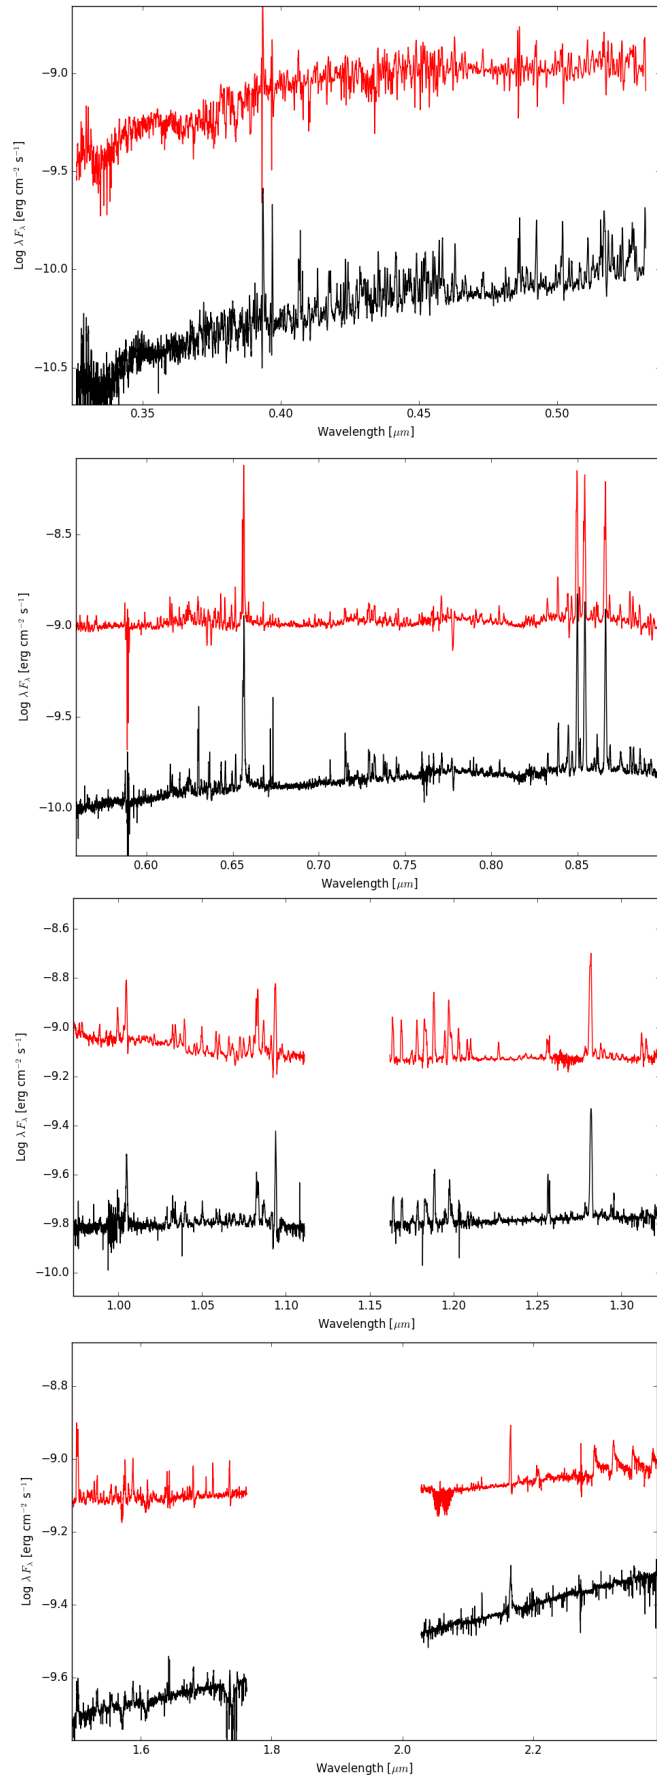 Log λF_λ [erg cm⁻² s⁻¹]
−9.0
−9.5
−10.0
−10.5
0.35 0.40 0.45 0.50
Wavelength [μm]
Log λF_λ [erg cm⁻² s⁻¹]
−8.5
−9.0
−9.5
−10.0
0.60 0.65 0.70 0.75 0.80 0.85
Wavelength [μm]
Log λF_λ [erg cm⁻² s⁻¹]
−8.6
−8.8
−9.0
−9.2
−9.4
−9.6
−9.8
−10.0
1.00 1.05 1.10 1.15 1.20 1.25 1.30
Wavelength [μm]
Log λF_λ [erg cm⁻² s⁻¹]
−8.8
−9.0
−9.2
−9.4
−9.6
1.6 1.8 2.0 2.2
Wavelength [μm]